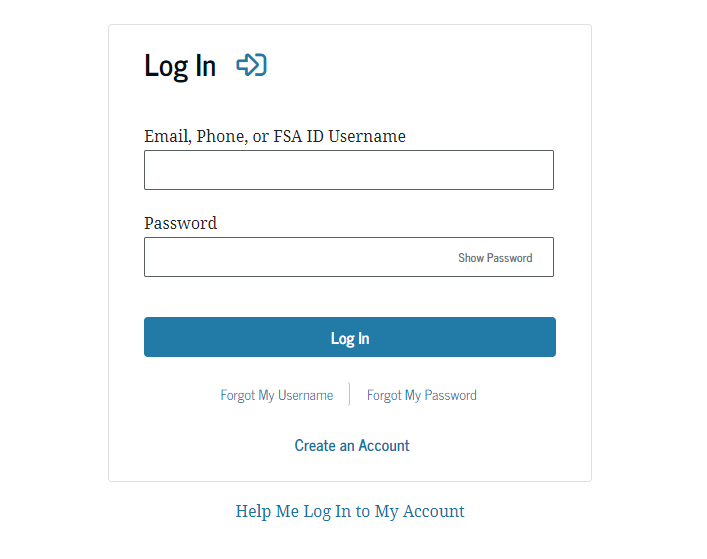 Log In
Email, Phone, or FSA ID Username
Password
Show Password
Log In
Forgot My Username Forgot My Password
Create an Account
Help Me Log In to My Account